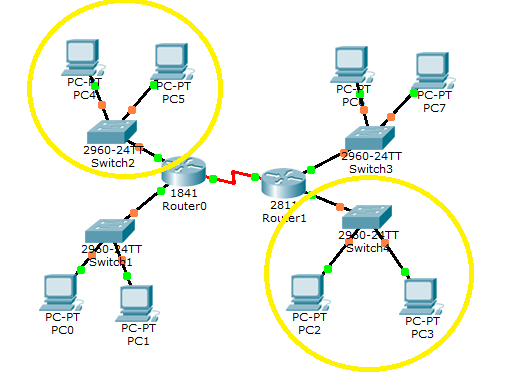 PC-PT
PC4
PC-PT
PC5
PC-PT
PC6
PC-PT
PC7
2960-24TT
Switch2
2960-24TT
Switch3
1841
Router0
2811
Router1
2960-24TT
Switch1
2960-24TT
Switch4
PC-PT
PC0
PC-PT
PC1
PC-PT
PC2
PC-PT
PC3